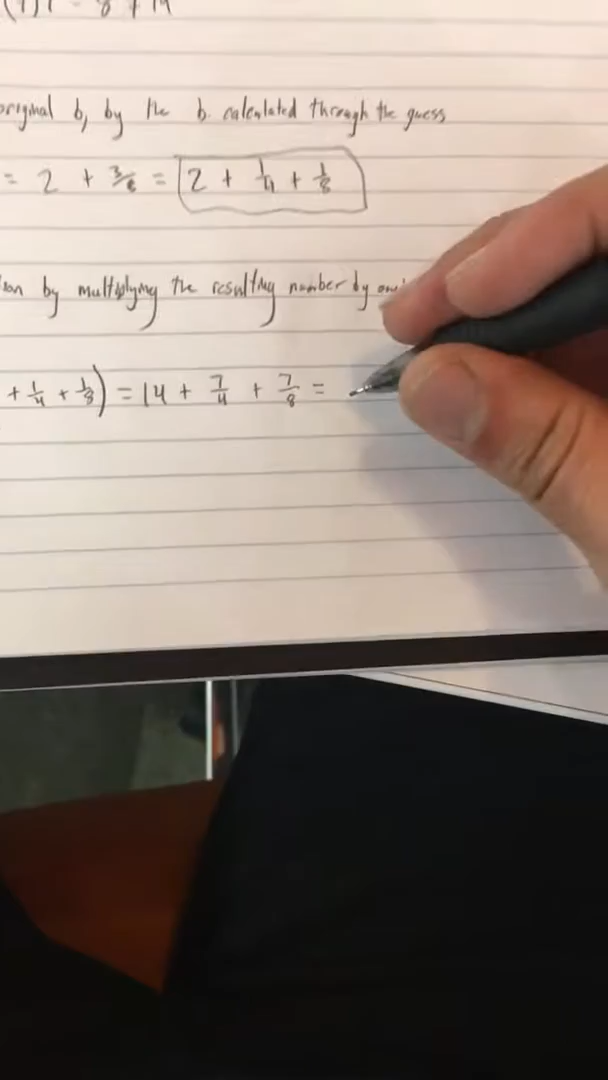 original b, by the b calculated through the guess
= 2 + 3/8 = 2 + 1/4 + 1/8
by multiplying the resulting number by
+ 1/4 + 1/8) = 14 + 7/4 + 7/8 =